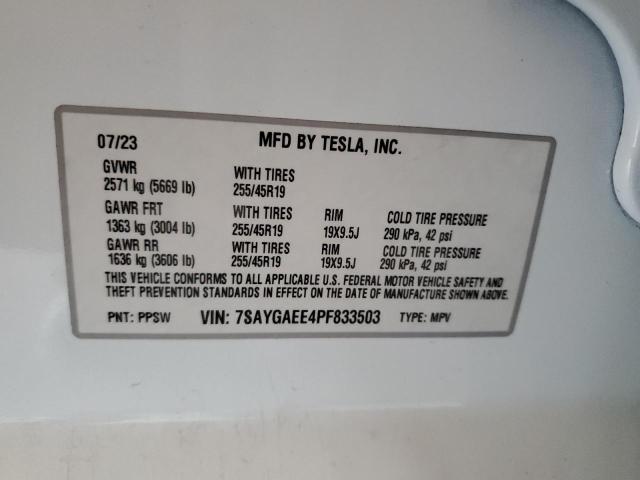 07/23 MFD BY TESLA, INC.
GVWR WITH TIRES
2571 kg (5669 lb) 255/45R19
GAWR FRT WITH TIRES RIM COLD TIRE PRESSURE
1363 kg (3004 lb) 255/45R19 19X9.5J 290 kPa, 42 psi
GAWR RR WITH TIRES RIM COLD TIRE PRESSURE
1636 kg (3606 lb) 255/45R19 19X9.5J 290 kPa, 42 psi
THIS VEHICLE CONFORMS TO ALL APPLICABLE U.S. FEDERAL MOTOR VEHICLE SAFETY AND
THEFT PREVENTION STANDARDS IN EFFECT ON THE DATE OF MANUFACTURE SHOWN ABOVE.
PNT: PPSW VIN: 7SAYGAEE4PF833503 TYPE: MPV